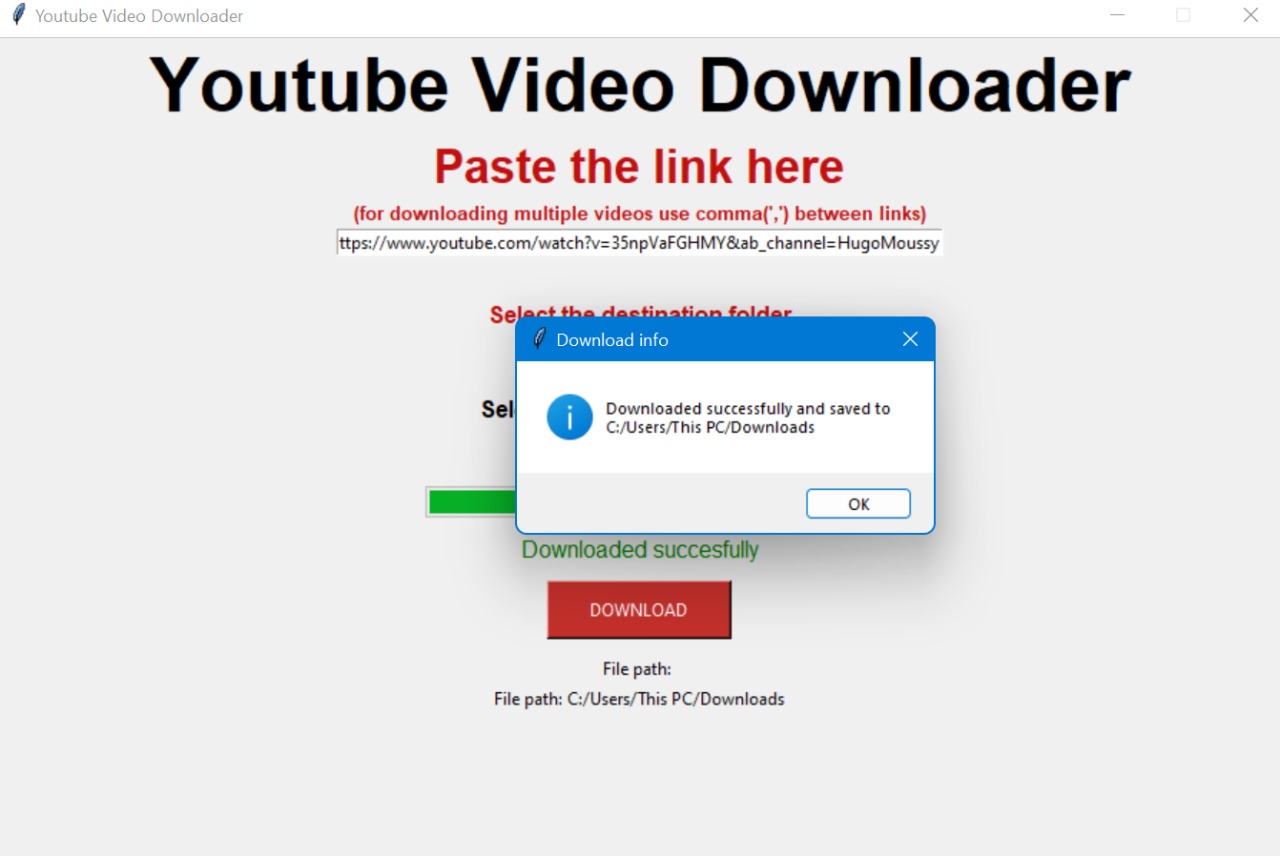 Youtube Video Downloader
Youtube Video Downloader
Paste the link here
(for downloading multiple videos use comma(',') between links)
ttps://www.youtube.com/watch?v=35npVaFGHMY&ab_channel=HugoMoussy
Select the destination folder
Download info
Downloaded successfully and saved to
C:/Users/This PC/Downloads
OK
Downloaded succesfully
DOWNLOAD
File path:
File path: C:/Users/This PC/Downloads